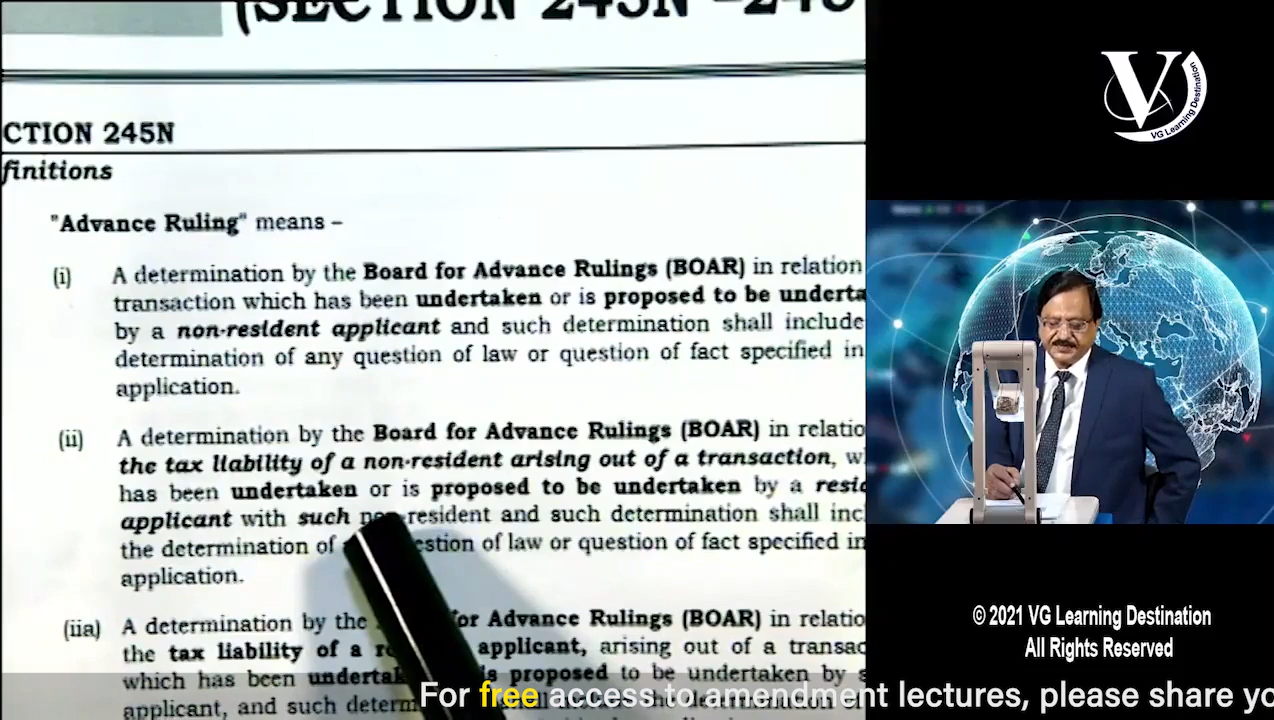 (SECTION 245N -245
CTION 245N
finitions
"Advance Ruling" means –
(i) A determination by the Board for Advance Rulings (BOAR) in relation
transaction which has been undertaken or is proposed to be underta
by a non-resident applicant and such determination shall include
determination of any question of law or question of fact specified in
application.
(ii) A determination by the Board for Advance Rulings (BOAR) in relatio
the tax liability of a non-resident arising out of a transaction, w
has been undertaken or is proposed to be undertaken by a resid
applicant with such resident and such determination shall inc
the determination of estion of law or question of fact specified in
application.
(iia) A determination by the for Advance Rulings (BOAR) in relatio
the tax liability of a applicant, arising out of a transac
which has been undertak is proposed to be undertaken by
applicant, and such determ
For free access to amendment lectures, please share yo
V
VG Learning Destination
© 2021 VG Learning Destination
All Rights Reserved